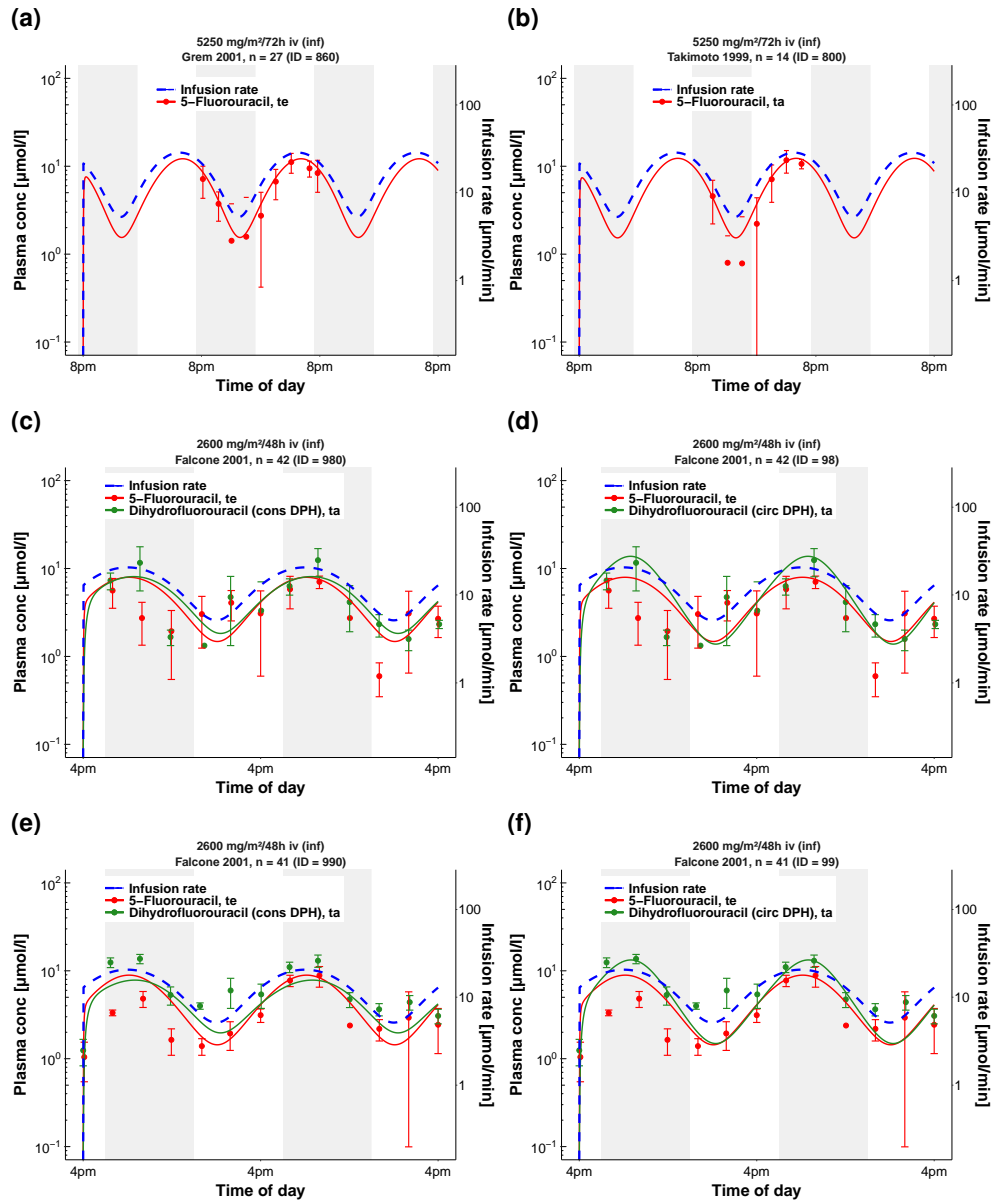 (a)
5250 mg/m²/72h iv (inf)
Grem 2001, n = 27 (ID = 860)
Infusion rate
5−Fluorouracil, te
Plasma conc [µmol/l]
Infusion rate [µmol/min]
10²
10¹
10⁰
10⁻¹
100
10
1
8pm 8pm 8pm 8pm
Time of day
(b)
5250 mg/m²/72h iv (inf)
Takimoto 1999, n = 14 (ID = 800)
Infusion rate
5−Fluorouracil, ta
Plasma conc [µmol/l]
Infusion rate [µmol/min]
10²
10¹
10⁰
10⁻¹
100
10
1
8pm 8pm 8pm 8pm
Time of day
(c)
2600 mg/m²/48h iv (inf)
Falcone 2001, n = 42 (ID = 980)
Infusion rate
5−Fluorouracil, te
Dihydrofluorouracil (cons DPH), ta
Plasma conc [µmol/l]
Infusion rate [µmol/min]
10²
10¹
10⁰
10⁻¹
100
10
1
4pm 4pm 4pm
Time of day
(d)
2600 mg/m²/48h iv (inf)
Falcone 2001, n = 42 (ID = 98)
Infusion rate
5−Fluorouracil, te
Dihydrofluorouracil (circ DPH), ta
Plasma conc [µmol/l]
Infusion rate [µmol/min]
10²
10¹
10⁰
10⁻¹
100
10
1
4pm 4pm 4pm
Time of day
(e)
2600 mg/m²/48h iv (inf)
Falcone 2001, n = 41 (ID = 990)
Infusion rate
5−Fluorouracil, te
Dihydrofluorouracil (cons DPH), ta
Plasma conc [µmol/l]
Infusion rate [µmol/min]
10²
10¹
10⁰
10⁻¹
100
10
1
4pm 4pm 4pm
Time of day
(f)
2600 mg/m²/48h iv (inf)
Falcone 2001, n = 41 (ID = 99)
Infusion rate
5−Fluorouracil, te
Dihydrofluorouracil (circ DPH), ta
Plasma conc [µmol/l]
Infusion rate [µmol/min]
10²
10¹
10⁰
10⁻¹
100
10
1
4pm 4pm 4pm
Time of day